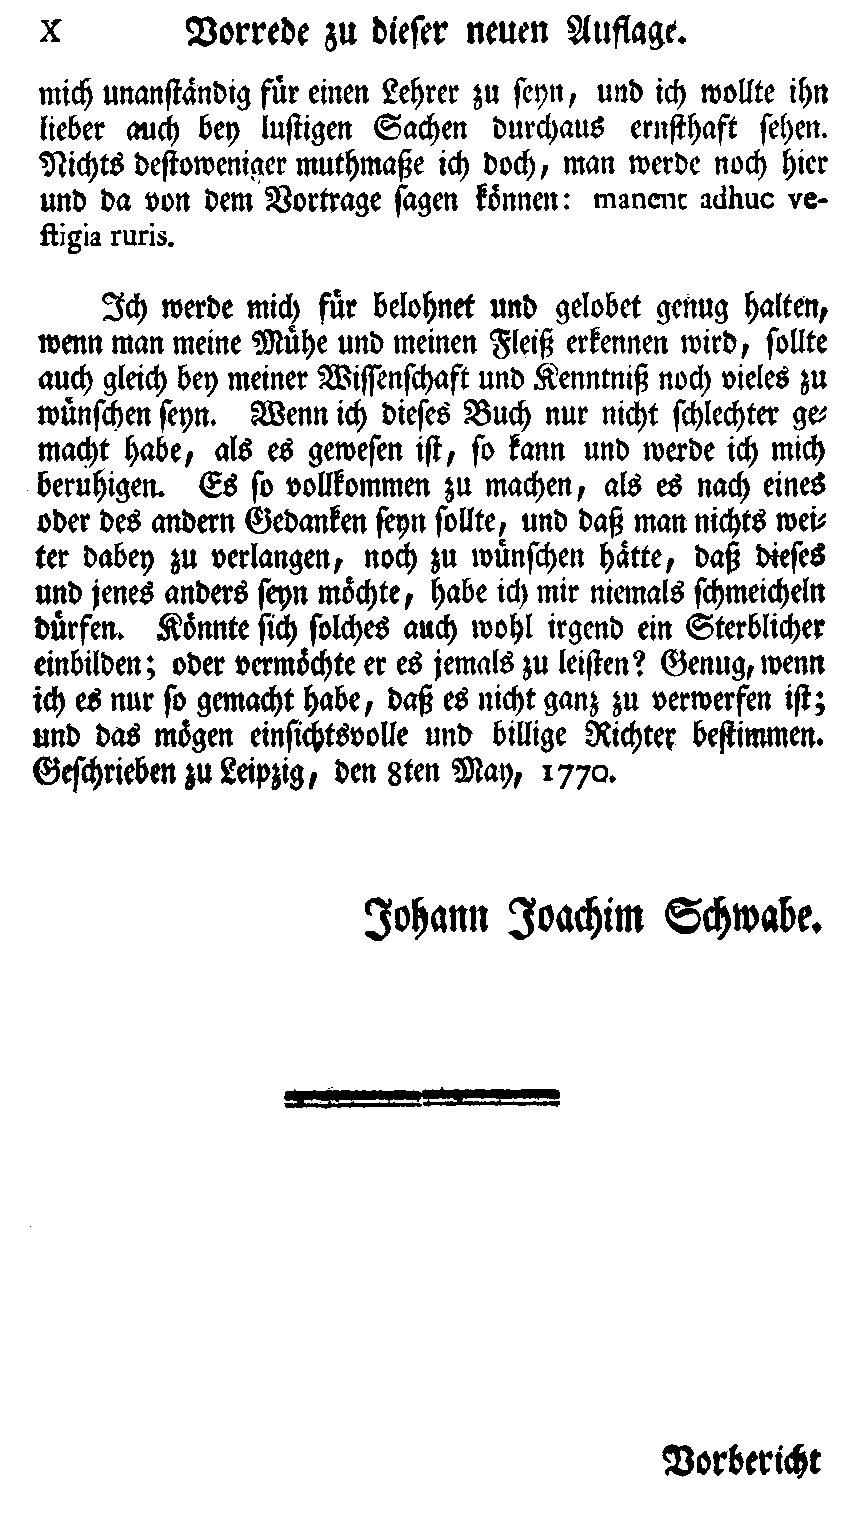 X Vorrede zu dieser neuen Auflage.
mich unanständig für einen Lehrer zu seyn, und ich wollte ihn
lieber auch bey lustigen Sachen durchaus ernsthaft sehen.
Nichts destoweniger muthmaße ich doch, man werde noch hier
und da von dem Vortrage sagen können: manent adhuc ve-
stigia ruris.
Ich werde mich für belohnet und gelobet genug halten,
wenn man meine Mühe und meinen Fleiß erkennen wird, sollte
auch gleich bey meiner Wissenschaft und Kenntniß noch vieles zu
wünschen seyn. Wenn ich dieses Buch nur nicht schlechter ge-
macht habe, als es gewesen ist, so kann und werde ich mich
beruhigen. Es so vollkommen zu machen, als es nach eines
oder des andern Gedanken seyn sollte, und daß man nichts wei-
ter dabey zu verlangen, noch zu wünschen hätte, daß dieses
und jenes anders seyn möchte, habe ich mir niemals schmeicheln
dürfen. Könnte sich solches auch wohl irgend ein Sterblicher
einbilden; oder vermöchte er es jemals zu leisten? Genug, wenn
ich es nur so gemacht habe, daß es nicht ganz zu verwerfen ist;
und das mögen einsichtsvolle und billige Richter bestimmen.
Geschrieben zu Leipzig, den 8ten May, 1770.
Johann Joachim Schwabe.
Vorbericht